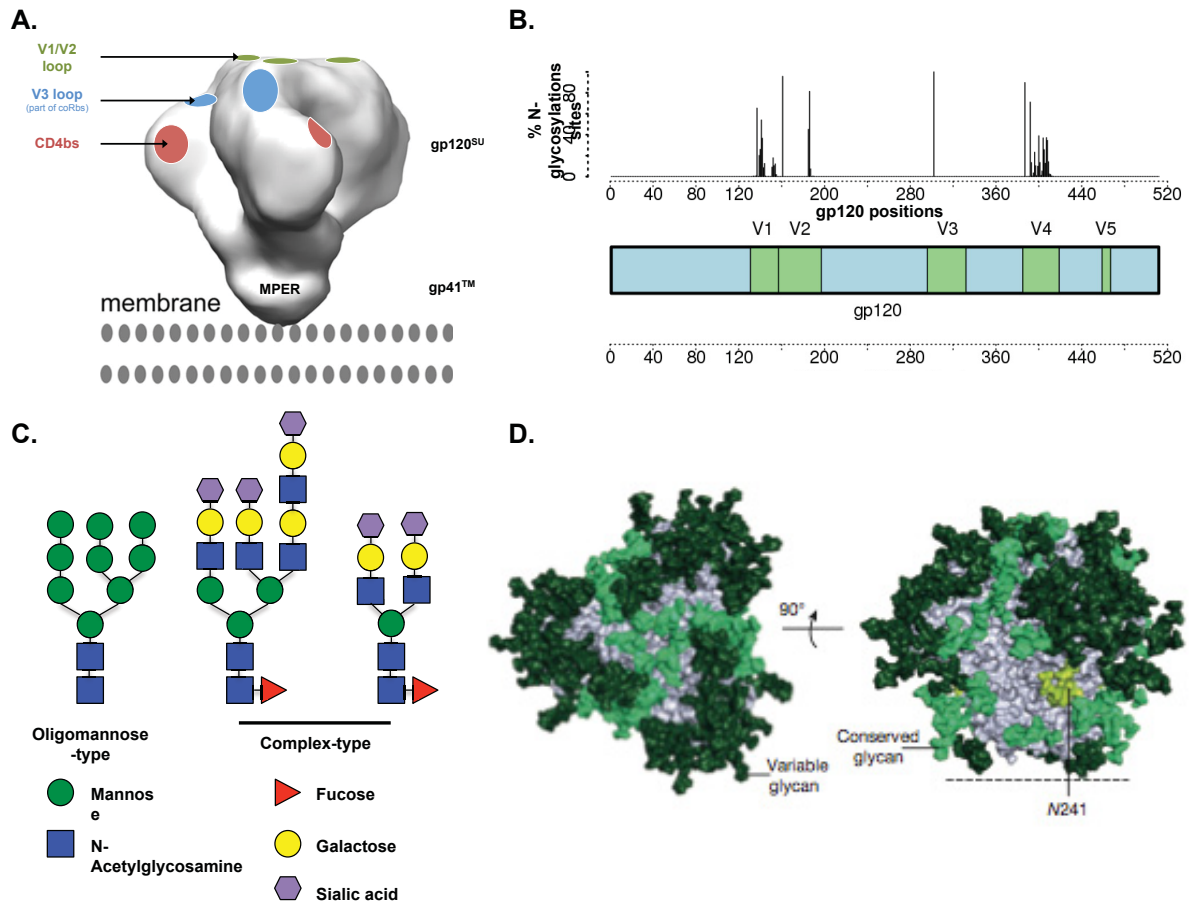 A.
V1/V2
loop
V3 loop
(part of coRbs)
CD4bs
gp120SU
gp41TM
MPER
membrane
B.
% N-
glycosylations
sites
0 40 80
0 40 80 120 200 280 360 440 520
gp120 positions
V1 V2 V3 V4 V5
gp120
0 40 80 120 200 280 360 440 520
C.
Oligomannose
-type
Complex-type
Mannos
e
N-
Acetylglycosamine
Fucose
Galactose
Sialic acid
D.
90°
Conserved
glycan
Variable
glycan
N241